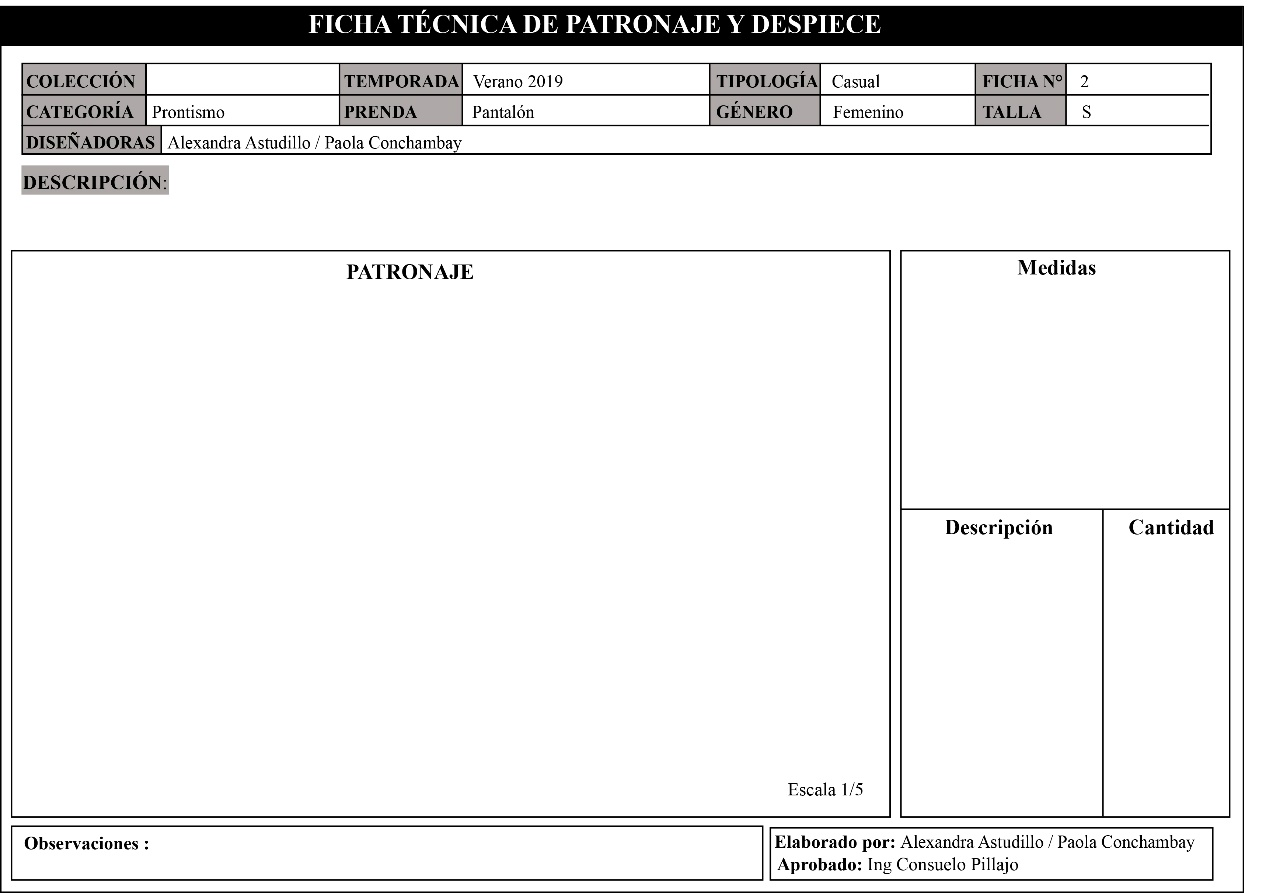 FICHA TÉCNICA DE PATRONAJE Y DESPIECE
COLECCIÓN TEMPORADA Verano 2019 TIPOLOGÍA Casual FICHA N° 2
CATEGORÍA Prontismo PRENDA Pantalón GÉNERO Femenino TALLA S
DISEÑADORAS Alexandra Astudillo / Paola Conchambay
DESCRIPCIÓN:
PATRONAJE
Escala 1/5
Medidas
Descripción Cantidad
Observaciones :
Elaborado por: Alexandra Astudillo / Paola Conchambay
Aprobado: Ing Consuelo Pillajo